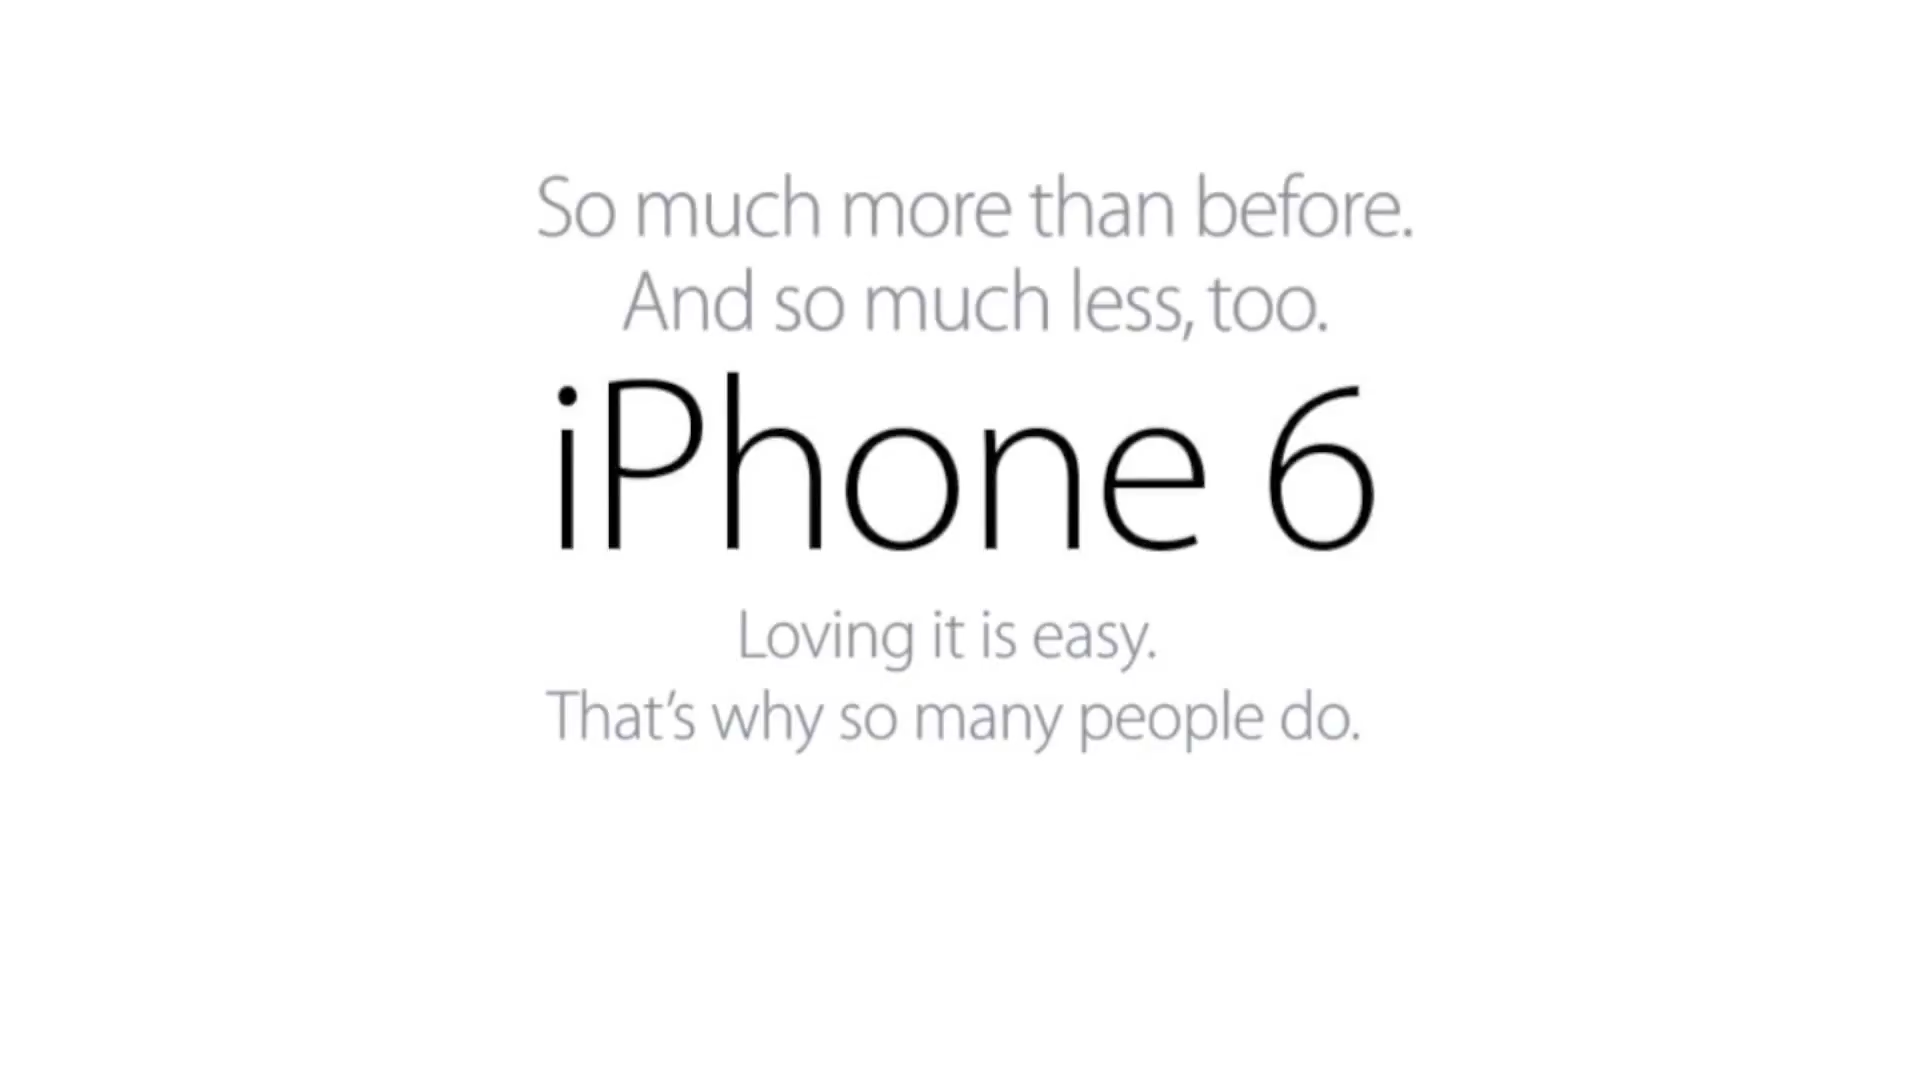 So much more than before.
And so much less, too.
iPhone 6
Loving it is easy.
That's why so many people do.